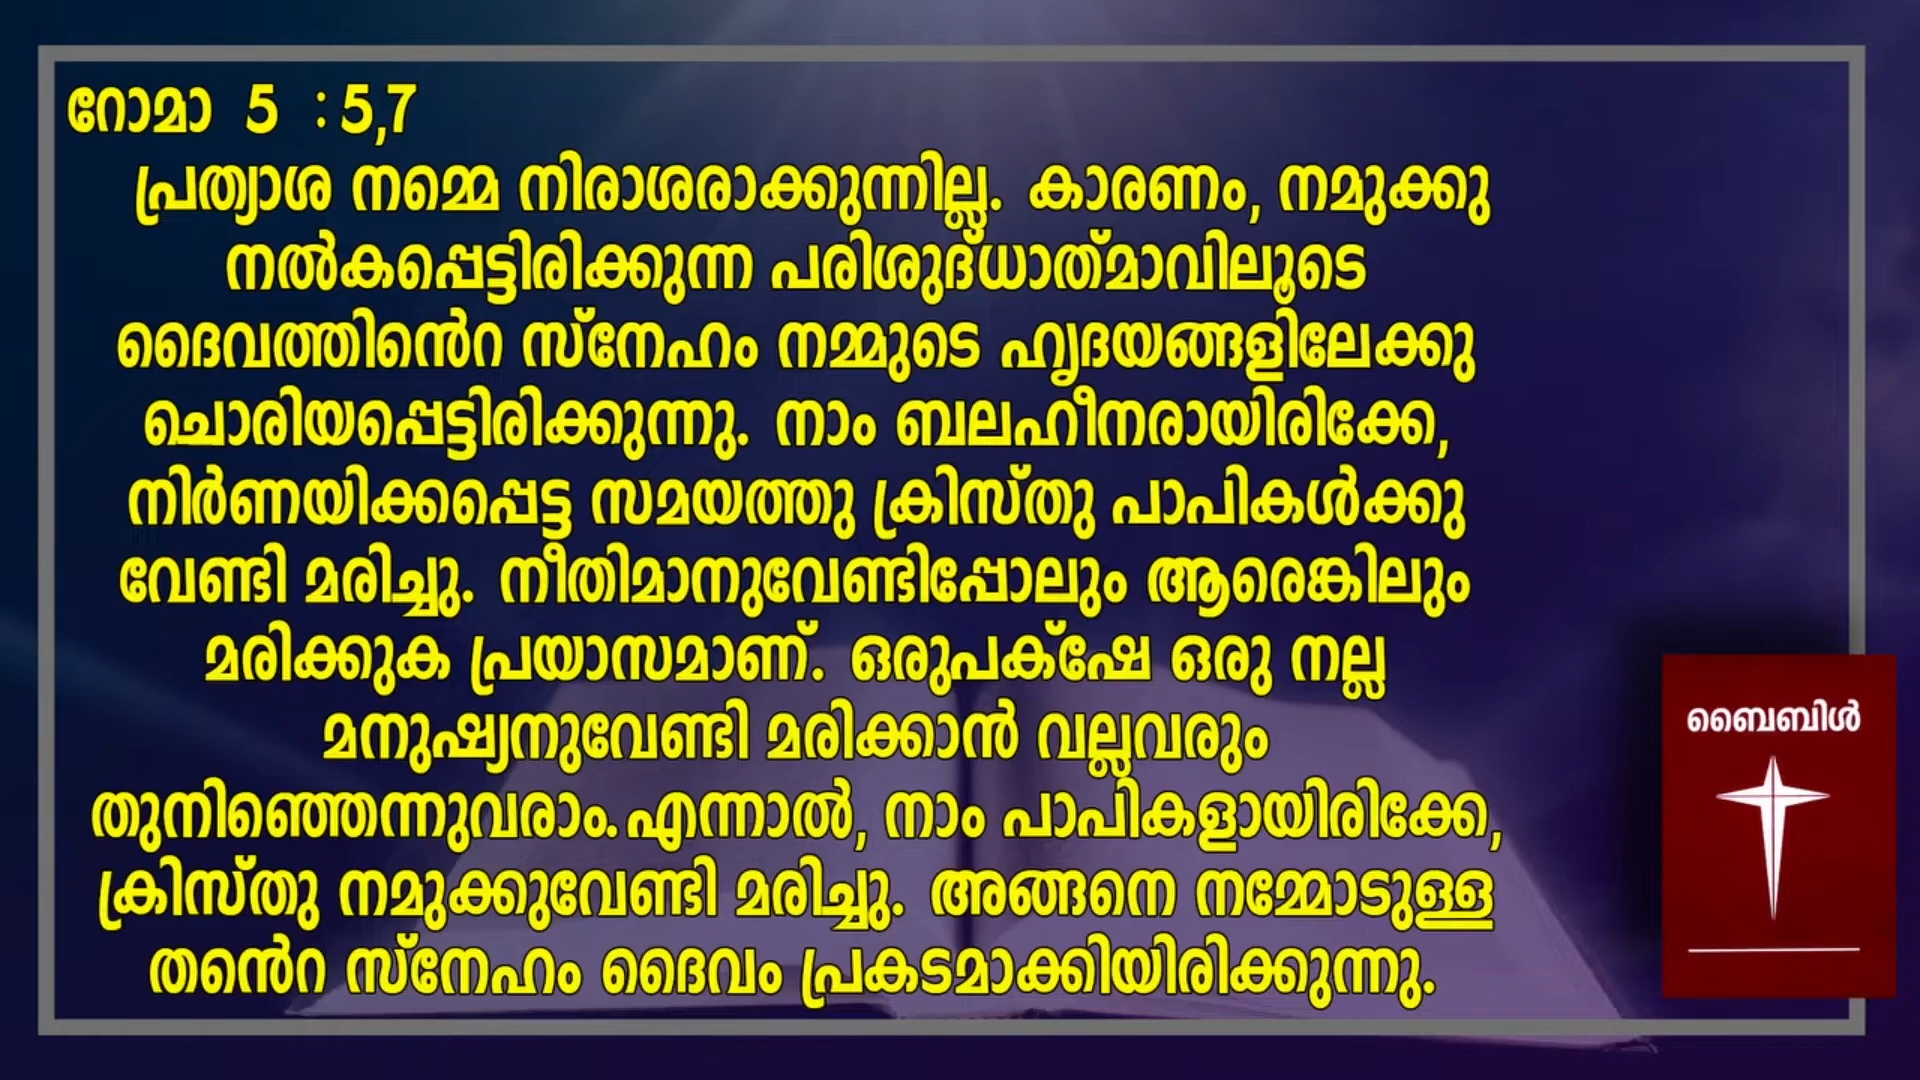 റോമാ 5 : 5,7
പ്രത്യാശ നമ്മെ നിരാശരാക്കുന്നില്ല. കാരണം, നമുക്കു
നൽകപ്പെട്ടിരിക്കുന്ന പരിശുദ്‌ധാത്‌മാവിലൂടെ
ദൈവത്തിൻെറ സ്‌നേഹം നമ്മുടെ ഹൃദയങ്ങളിലേക്കു
ചൊരിയപ്പെട്ടിരിക്കുന്നു. നാം ബലഹീനരായിരിക്കേ,
നിർണയിക്കപ്പെട്ട സമയത്തു ക്രിസ്‌തു പാപികൾക്കു
വേണ്ടി മരിച്ചു. നീതിമാനുവേണ്ടിപ്പോലും ആരെങ്കിലും
മരിക്കുക പ്രയാസമാണ്. ഒരുപക്‌ഷേ ഒരു നല്ല
മനുഷ്യനുവേണ്ടി മരിക്കാൻ വല്ലവരും
തുനിഞ്ഞെന്നുവരാം.എന്നാൽ, നാം പാപികളായിരിക്കേ,
ക്രിസ്‌തു നമുക്കുവേണ്ടി മരിച്ചു. അങ്ങനെ നമ്മോടുള്ള
തൻെറ സ്‌നേഹം ദൈവം പ്രകടമാക്കിയിരിക്കുന്നു.
ബൈബിൾ